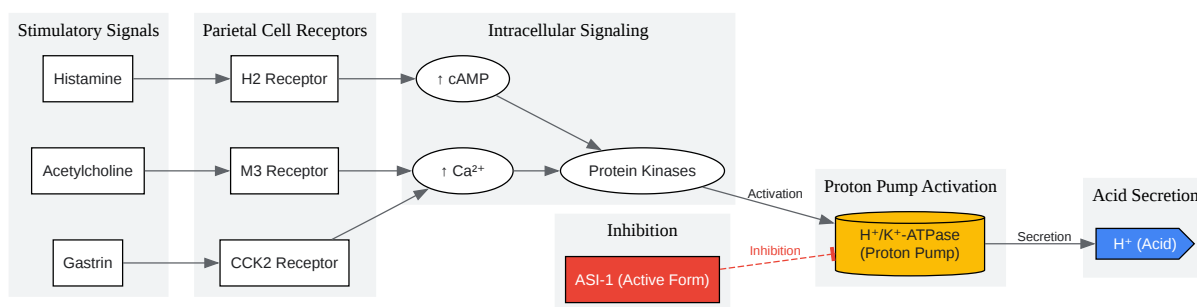 Stimulatory Signals
Parietal Cell Receptors
Intracellular Signaling
Histamine
H2 Receptor
↑ cAMP
Acetylcholine
M3 Receptor
↑ Ca²⁺
Protein Kinases
Gastrin
CCK2 Receptor
Activation
Proton Pump Activation
H⁺/K⁺-ATPase
(Proton Pump)
Inhibition
ASI-1 (Active Form)
Inhibition
Secretion
Acid Secretion
H⁺ (Acid)